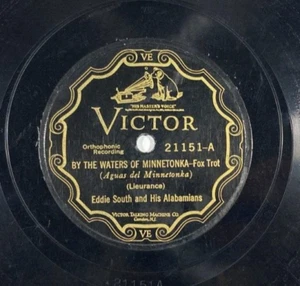 VE
"HIS MASTER'S VOICE"
VICTOR
Orthophonic
Recording
21151-A
BY THE WATERS OF MINNETONKA-Fox Trot
(Aguas del Minnetonka)
(Lieurance)
Eddie South and His Alabamians
VICTOR TALKING MACHINE CO.
Camden, N.J.
VE
21151A